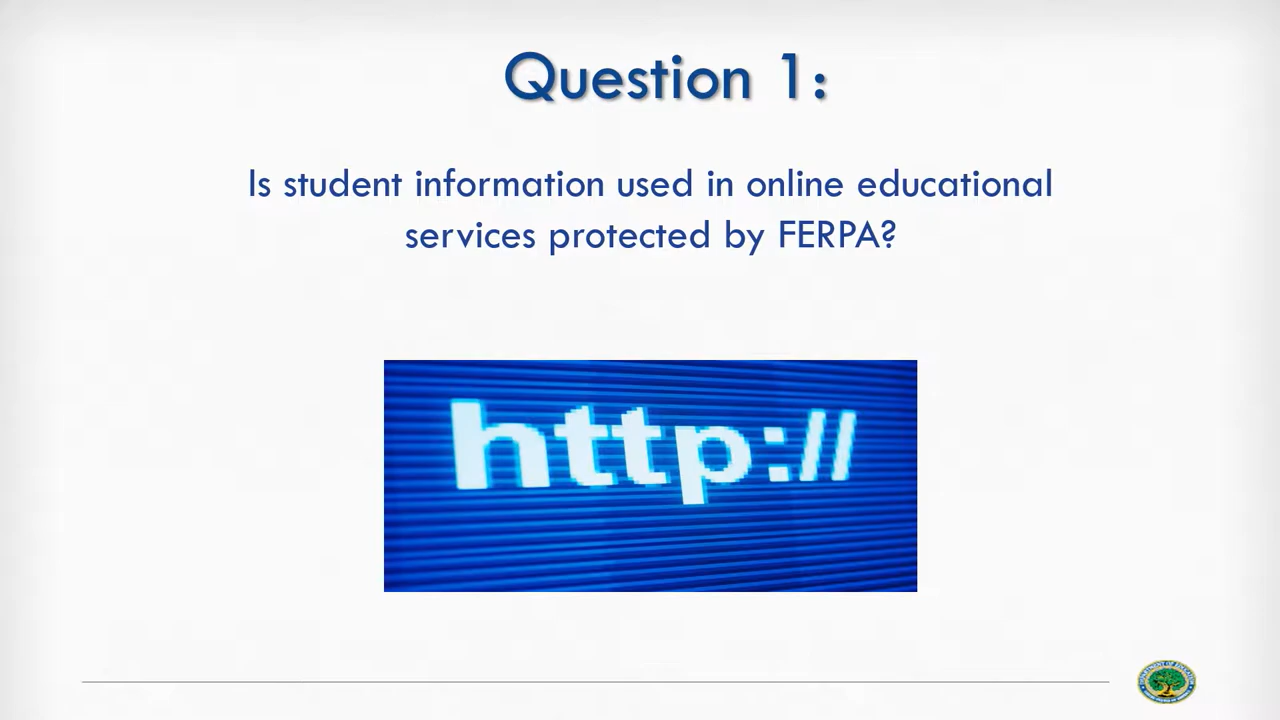 Question 1:
Is student information used in online educational
services protected by FERPA?
http://